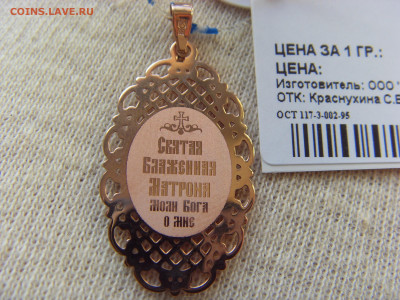 COINS.LAVE.RU
ЦЕНА ЗА 1 ГР.:
ЦЕНА:
Изготовитель: ООО "
ОТК: Краснухина С.В
ОСТ 117-3-002-95
Святая
Блаженная
Матрона
Моли Бога
о мне